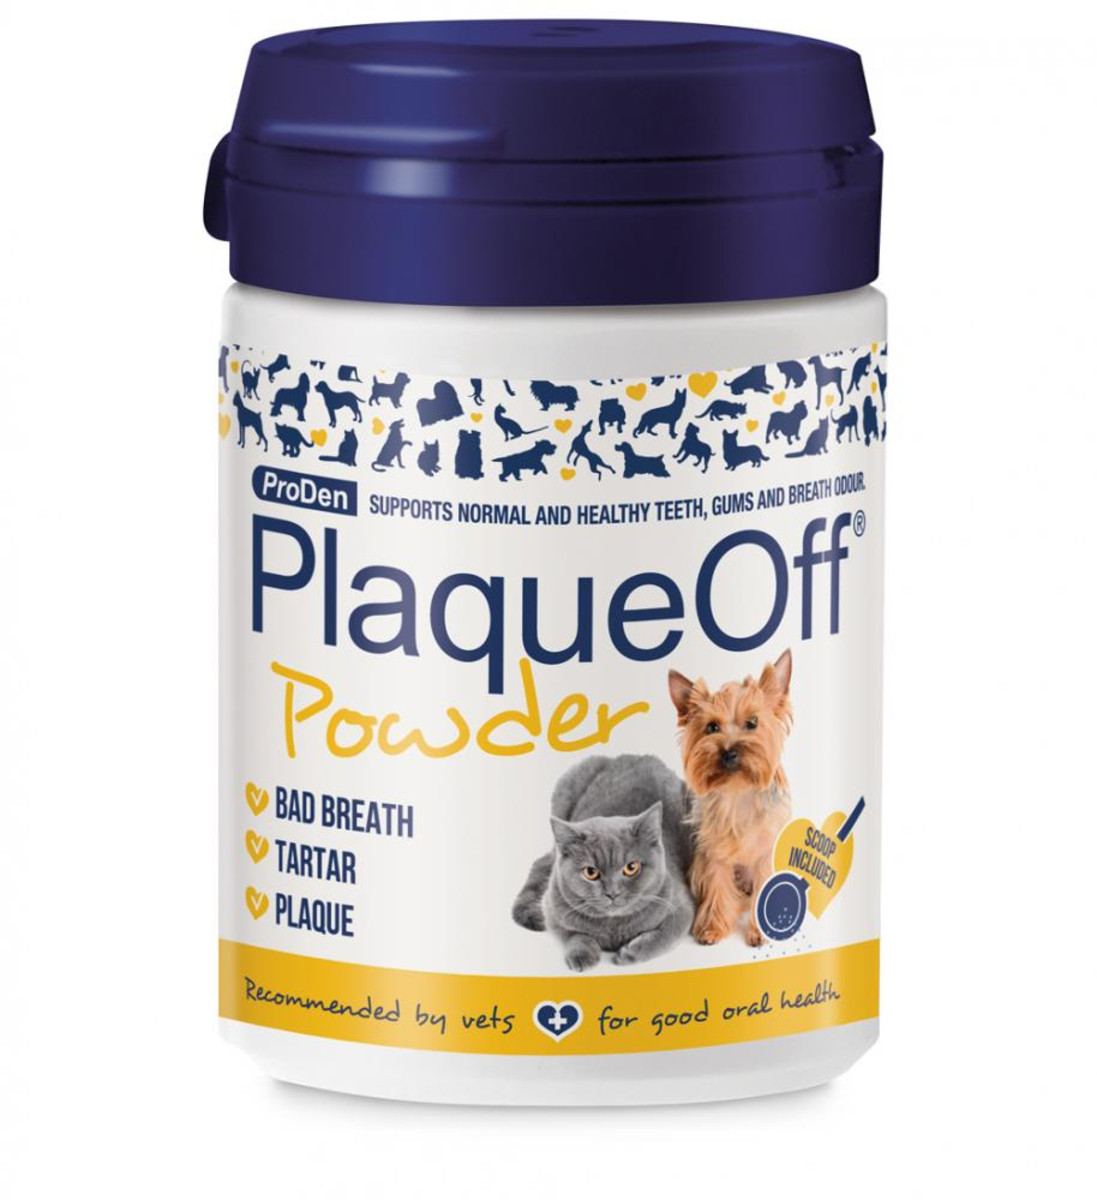 ProDen SUPPORTS NORMAL AND HEALTHY TEETH, GUMS AND BREATH ODOUR.
PlaqueOff®
Powder
BAD BREATH
TARTAR
PLAQUE
SCOOP
INCLUDED
Recommended by vets for good oral health